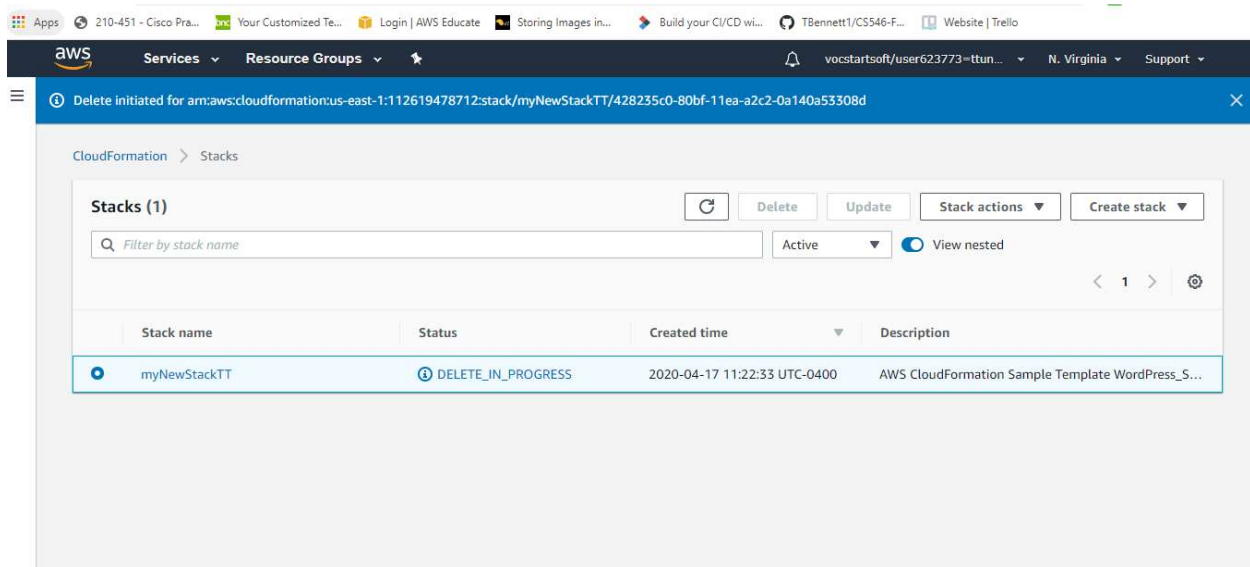 Apps 210-451 - Cisco Pra... Your Customized Te... Login | AWS Educate Storing Images in... Build your CI/CD wi... TBennett1/CS546-F... Website | Trello
aws Services Resource Groups vocstartsoft/user623773=ttun... N. Virginia Support
Delete initiated for arn:aws:cloudformation:us-east-1:112619478712:stack/myNewStackTT/428235c0-80bf-11ea-a2c2-0a140a53308d
CloudFormation > Stacks
Stacks (1) Delete Update Stack actions Create stack
Filter by stack name Active View nested
< 1 >
Stack name Status Created time Description
myNewStackTT DELETE_IN_PROGRESS 2020-04-17 11:22:33 UTC-0400 AWS CloudFormation Sample Template WordPress_S...